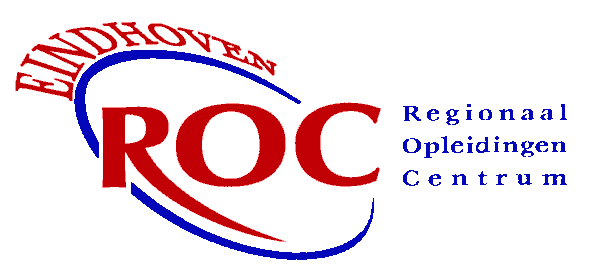 EINDHOVEN
ROC
Regionaal
Opleidingen
Centrum